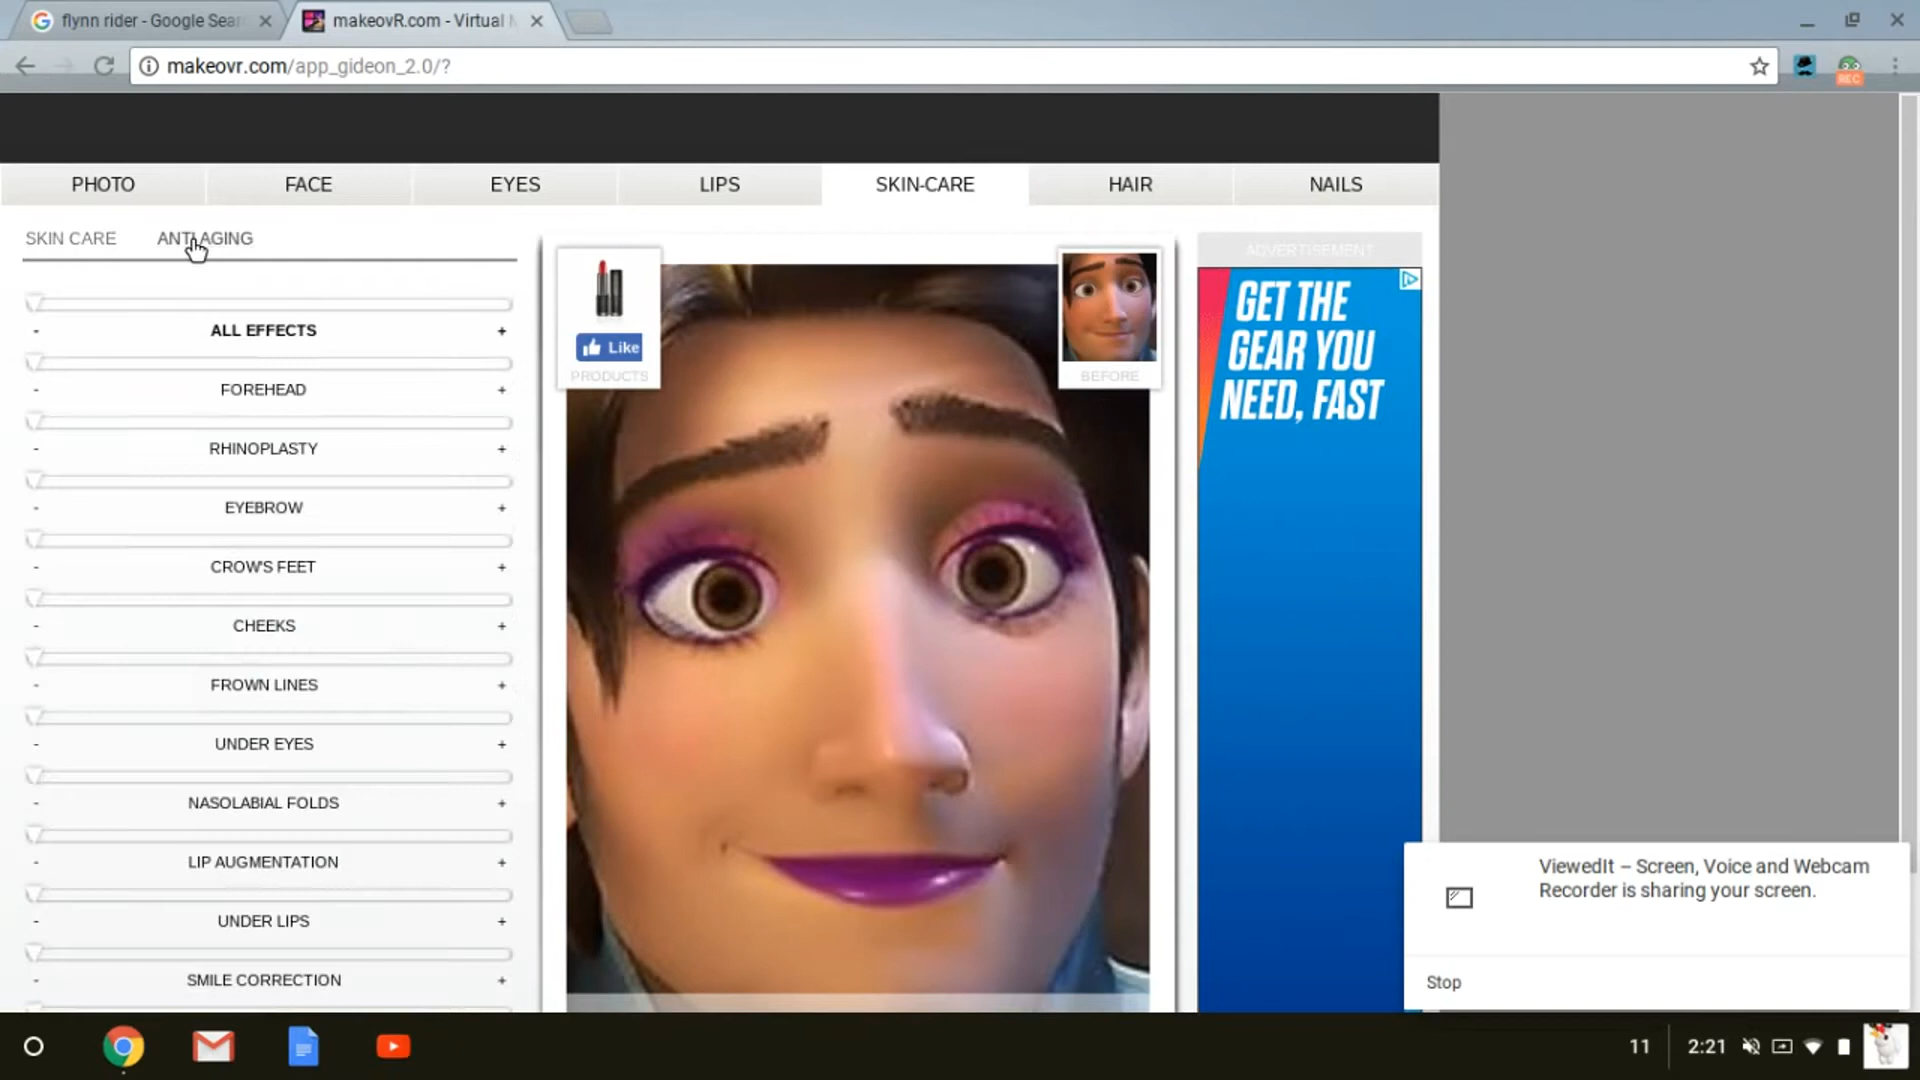 flynn rider - Google Sear
makeovR.com - Virtual M
makeovr.com/app_gideon_2.0/?
REC
PHOTO
FACE
EYES
LIPS
SKIN-CARE
HAIR
NAILS
SKIN CARE
ANTI AGING
- ALL EFFECTS +
- FOREHEAD +
- RHINOPLASTY +
- EYEBROW +
- CROW'S FEET +
- CHEEKS +
- FROWN LINES +
- UNDER EYES +
- NASOLABIAL FOLDS +
- LIP AUGMENTATION +
- UNDER LIPS +
- SMILE CORRECTION +
Like
PRODUCTS
BEFORE
ADVERTISEMENT
GET THE
GEAR YOU
NEED, FAST
ViewedIt – Screen, Voice and Webcam
Recorder is sharing your screen.
Stop
11
2:21